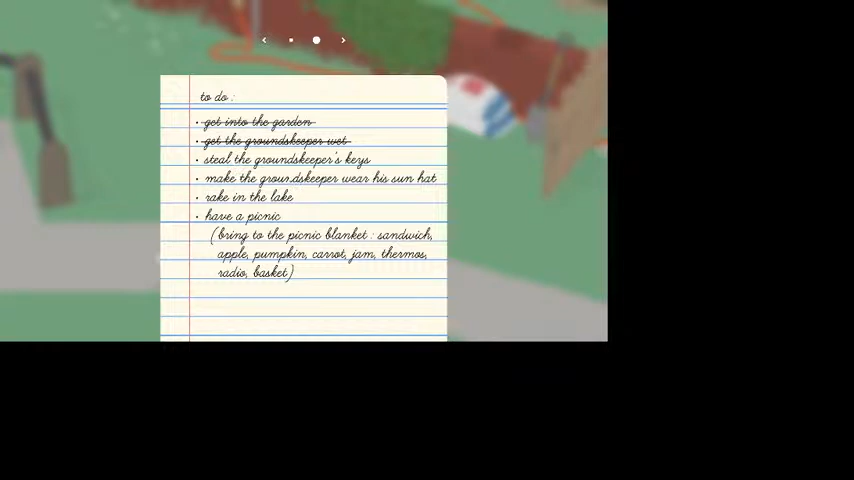 to do :
• get into the garden
• get the groundskeeper wet
• steal the groundskeeper's keys
• make the groundskeeper wear his sun hat
• rake in the lake
• have a picnic
(bring to the picnic blanket : sandwich,
apple, pumpkin, carrot, jam, thermos,
radio, basket)